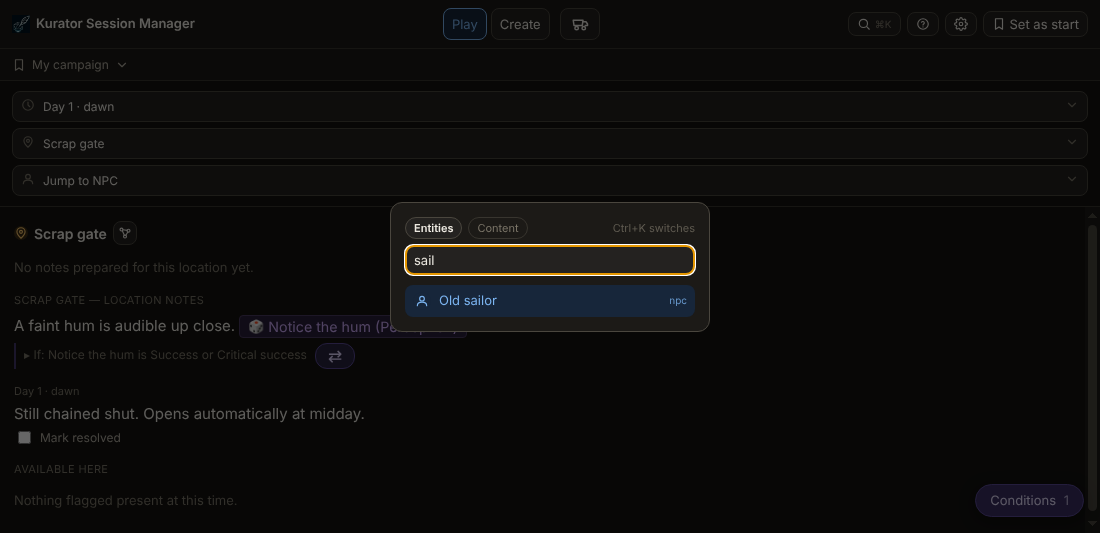 Kurator Session Manager
Play
Create
⌘K
Set as start
My campaign
Day 1 · dawn
Scrap gate
Jump to NPC
Entities
Content
Ctrl+K switches
sail
Old sailor
npc
Scrap gate
No notes prepared for this location yet.
SCRAP GATE — LOCATION NOTES
A faint hum is audible up close.
Notice the hum
▸ If: Notice the hum is Success or Critical success
Day 1 · dawn
Still chained shut. Opens automatically at midday.
Mark resolved
AVAILABLE HERE
Nothing flagged present at this time.
Conditions 1